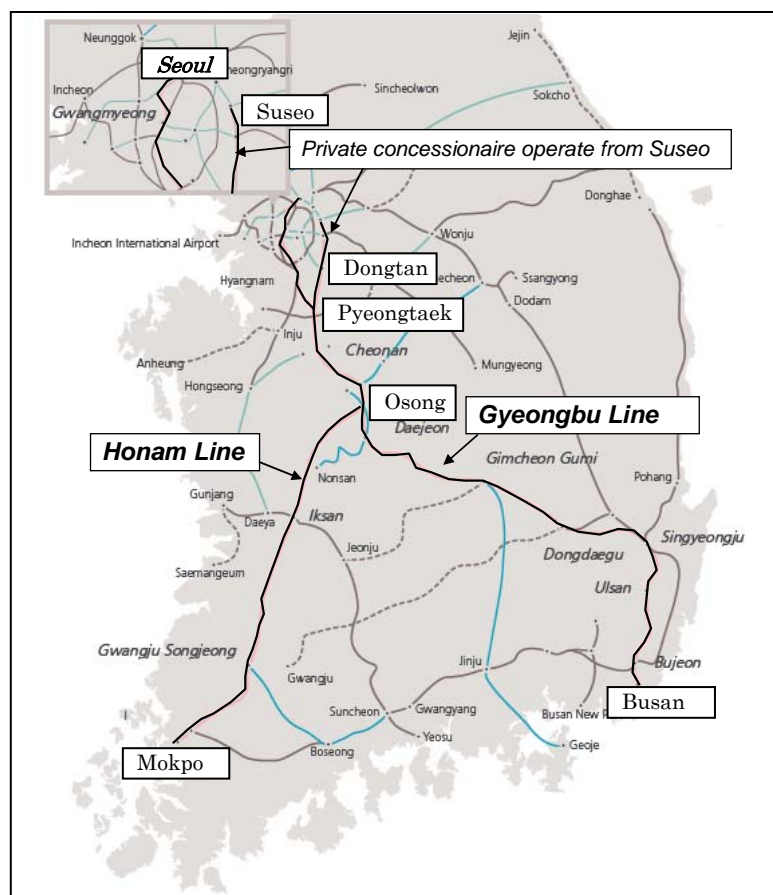 Neunggok
Jejin
Seoul
heongryangri
Incheon
Sincheolwon
Sokcho
Gwangmyeong
Suseo
Private concessionaire operate from Suseo
Donghae
Incheon International Airport
Wonju
Dongtan
echeon
Ssangyong
Hyangnam
Dodam
Pyeongtaek
Inju
Cheonan
Anheung
Mungyeong
Hongseong
Osong
Gyeongbu Line
Daejeon
Honam Line
Gimcheon Gumi
Nonsan
Pohang
Gunjang
Iksan
Daeya
Singyeongju
Jeonju
Dongdaegu
Saemangeum
Ulsan
Gwangju Songjeong
Jinju
Bujeon
Gwangju
Busan
Suncheon
Gwangyang
Busan New P
Yeosu
Mokpo
Boseong
Geoje